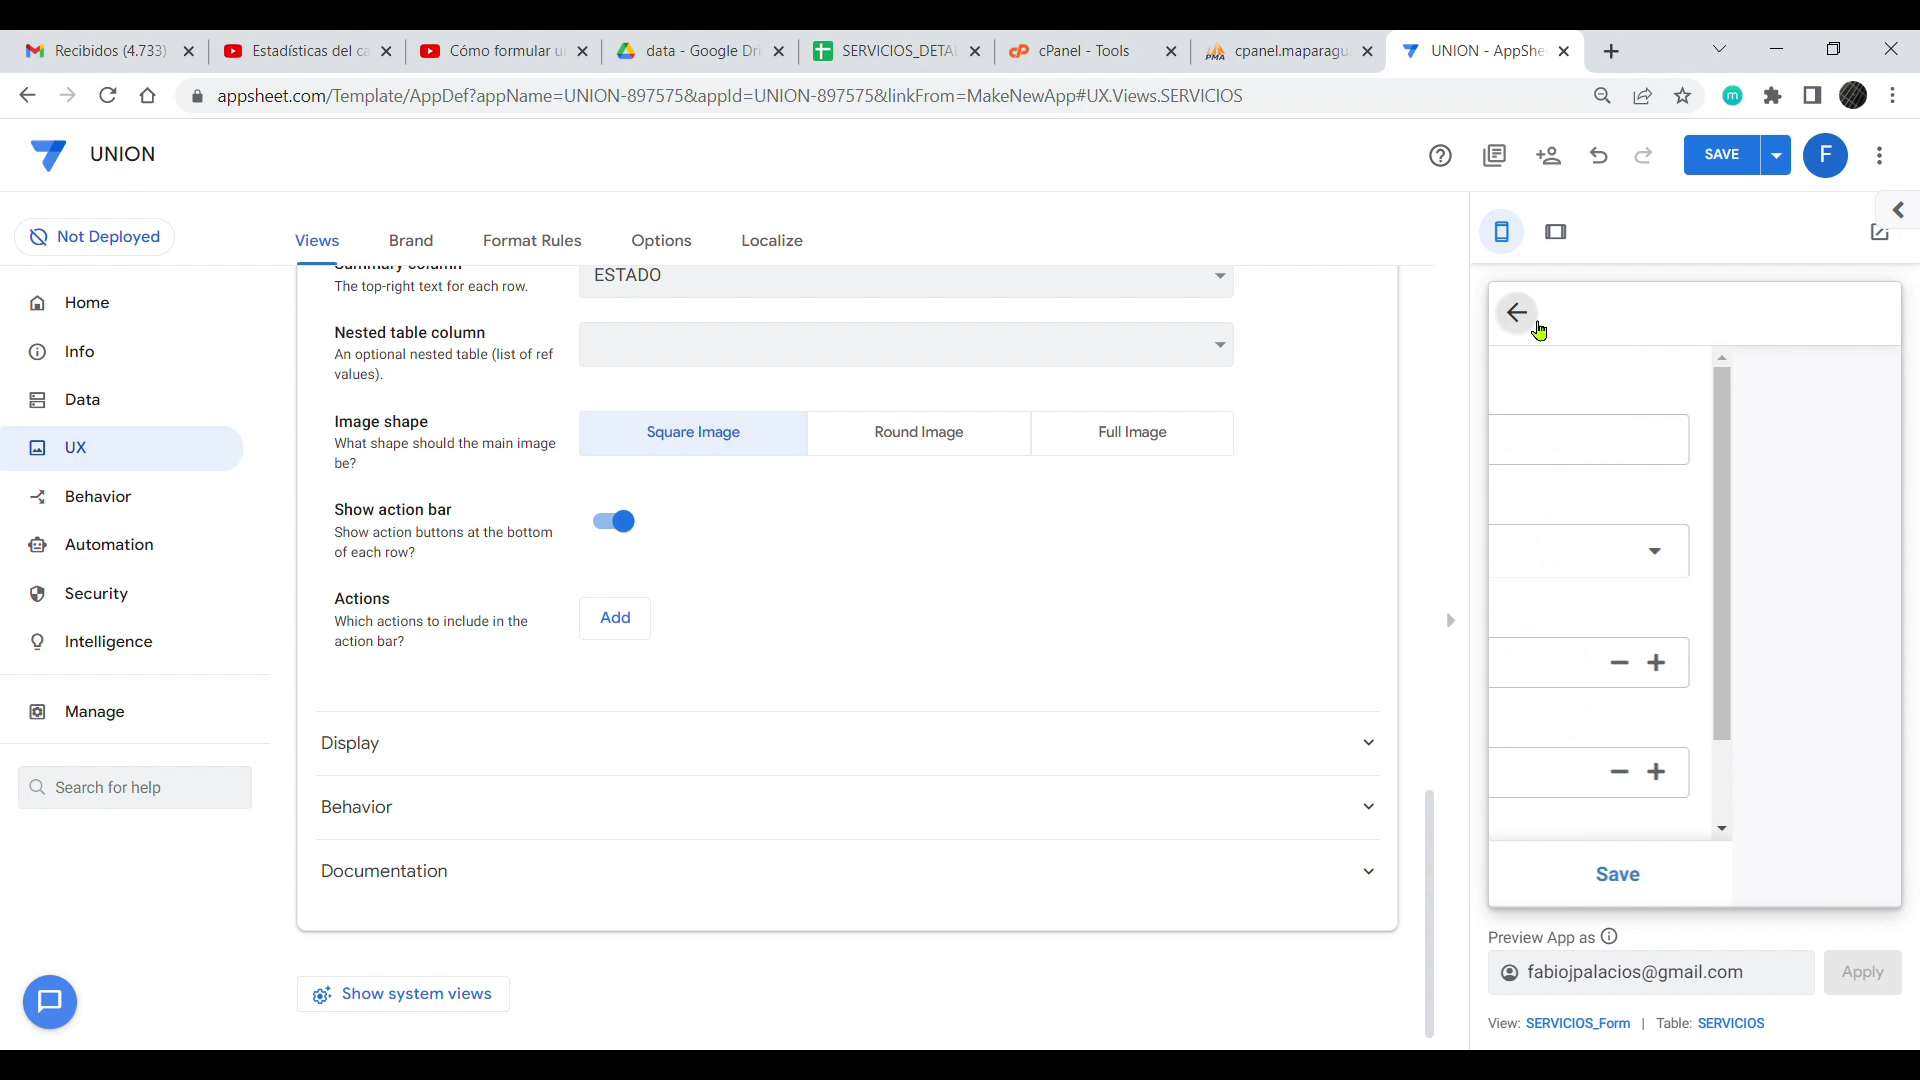 Recibidos (4.733)
Estadísticas del ca
Cómo formular u
data - Google Dri
SERVICIOS_DETAL
cPanel - Tools
cpanel.maparagu
UNION - AppShe
appsheet.com/Template/AppDef?appName=UNION-897575&appId=UNION-897575&linkFrom=MakeNewApp#UX.Views.SERVICIOS
m
UNION
SAVE
F
Not Deployed
Views
Brand
Format Rules
Options
Localize
Home
Info
Data
UX
Behavior
Automation
Security
Intelligence
Manage
Search for help
Summary column
The top-right text for each row.
ESTADO
Nested table column
An optional nested table (list of ref
values).
Image shape
What shape should the main image
be?
Square Image
Round Image
Full Image
Show action bar
Show action buttons at the bottom
of each row?
Actions
Which actions to include in the
action bar?
Add
Display
Behavior
Documentation
Show system views
Save
Preview App as
fabiojpalacios@gmail.com
Apply
View: SERVICIOS_Form | Table: SERVICIOS